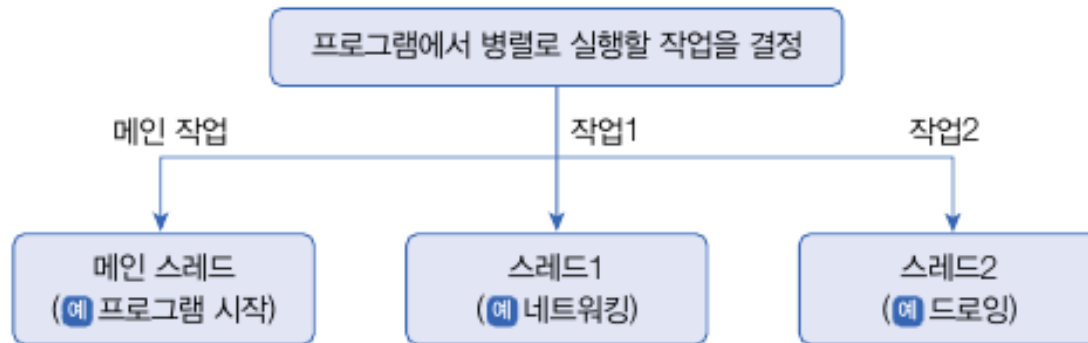 프로그램에서 병렬로 실행할 작업을 결정
메인 작업
작업1
작업2
메인 스레드
(예 프로그램 시작)
스레드1
(예 네트워킹)
스레드2
(예 드로잉)